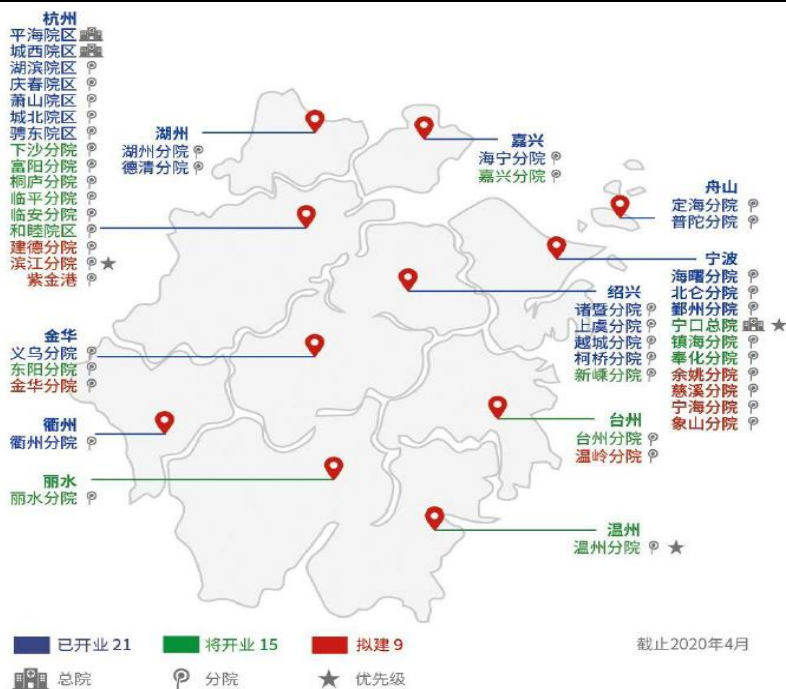 杭州
平海院区
城西院区
湖滨院区
庆春院区
萧山院区
城北院区
骋东院区
下沙分院
富阳分院
桐庐分院
临平分院
临安分院
和睦院区
建德分院
滨江分院
紫金港
湖州
湖州分院
德清分院
嘉兴
海宁分院
嘉兴分院
舟山
定海分院
普陀分院
宁波
海曙分院
北仑分院
鄞州分院
宁口总院
镇海分院
奉化分院
余姚分院
慈溪分院
宁海分院
象山分院
绍兴
诸暨分院
上虞分院
越城分院
柯桥分院
新嵊分院
金华
义乌分院
东阳分院
金华分院
衢州
衢州分院
台州
台州分院
温岭分院
丽水
丽水分院
温州
温州分院
已开业 21 将开业 15 拟建 9
截止2020年4月
总院 分院 优先级